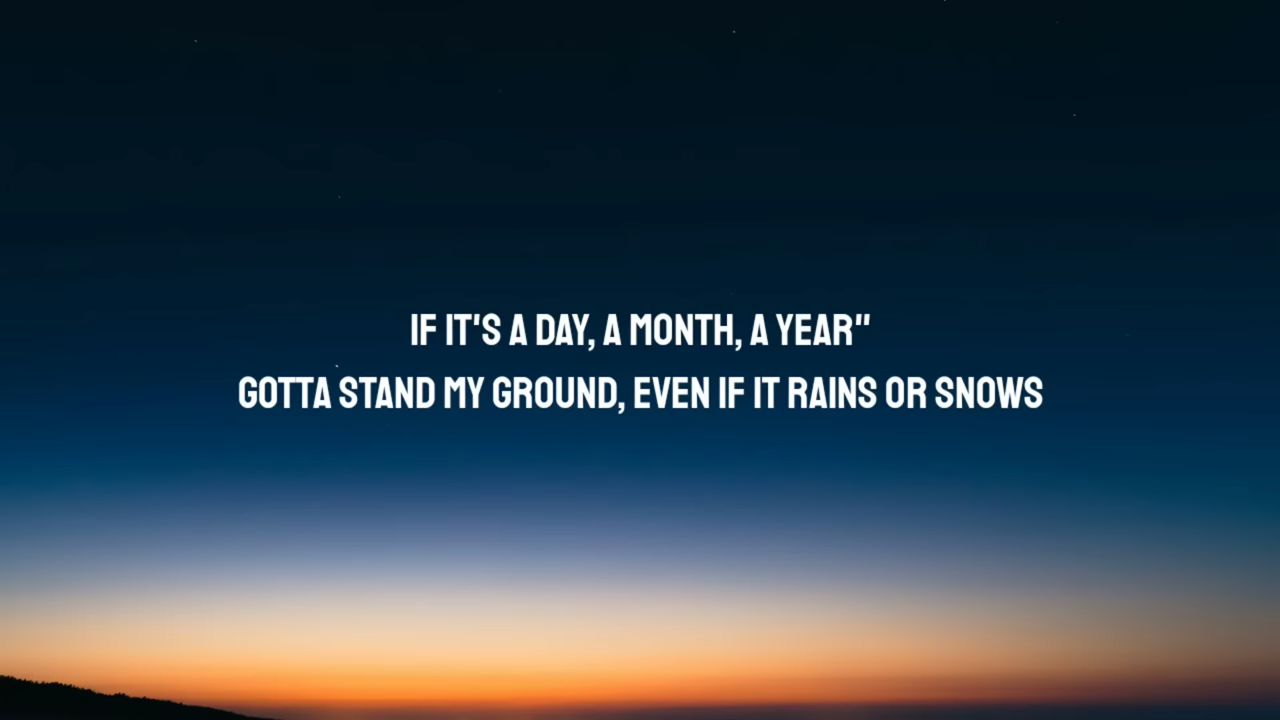 IF IT'S A DAY, A MONTH, A YEAR"
GOTTA STAND MY GROUND, EVEN IF IT RAINS OR SNOWS